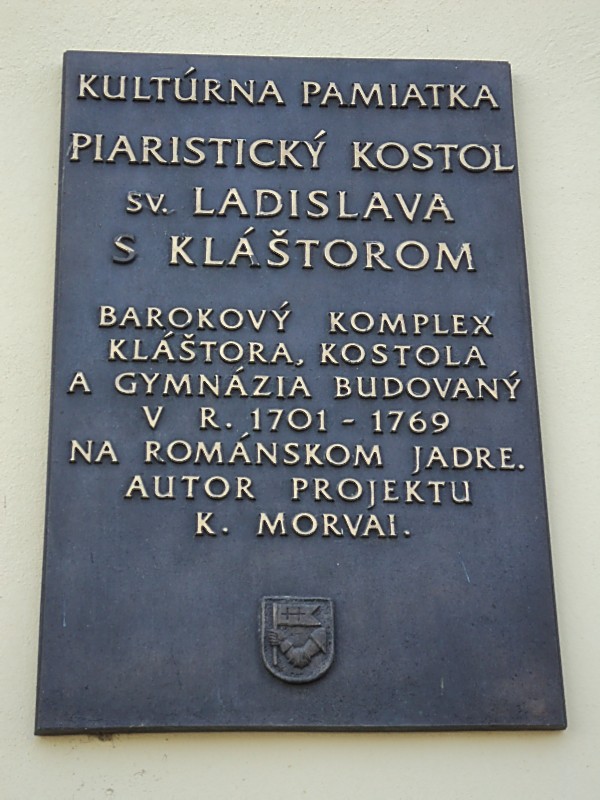 KULTÚRNA PAMIATKA
PIARISTICKÝ KOSTOL
SV. LADISLAVA
S KLÁŠTOROM
BAROKOVÝ KOMPLEX
KLÁŠTORA, KOSTOLA
A GYMNÁZIA BUDOVANÝ
V R. 1701 - 1769
NA ROMÁNSKOM JADRE.
AUTOR PROJEKTU
K. MORVAI.